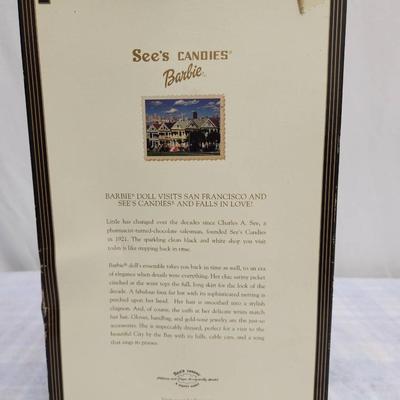 See's CANDIES®
Barbie®
BARBIE® DOLL VISITS SAN FRANCISCO AND
SEE'S CANDIES® AND FALLS IN LOVE!
Little has changed over the decades since Charles A. See, a
pharmacist-turned-chocolate salesman, founded See's Candies
in 1921. The sparkling clean black and white shop you visit
today is like stepping back in time.
Barbie® doll's ensemble takes you back in time as well, to an era
of elegance when details were everything. Her chic satiny jacket
cinched at the waist tops the full, long skirt for the look of the
decade. A fabulous faux fur hat with its sophisticated netting is
perched upon her head. Her hair is smoothed into a stylish
chignon. And, of course, the cuffs at her delicate wrists match
her hat. Gloves, handbag, and gold-tone jewelry are the just-so
accessories. She is impeccably dressed, perfect for a visit to the
beautiful City by the Bay with its hills, cable cars, and a song
that sings its praises.
See's CANDIES®